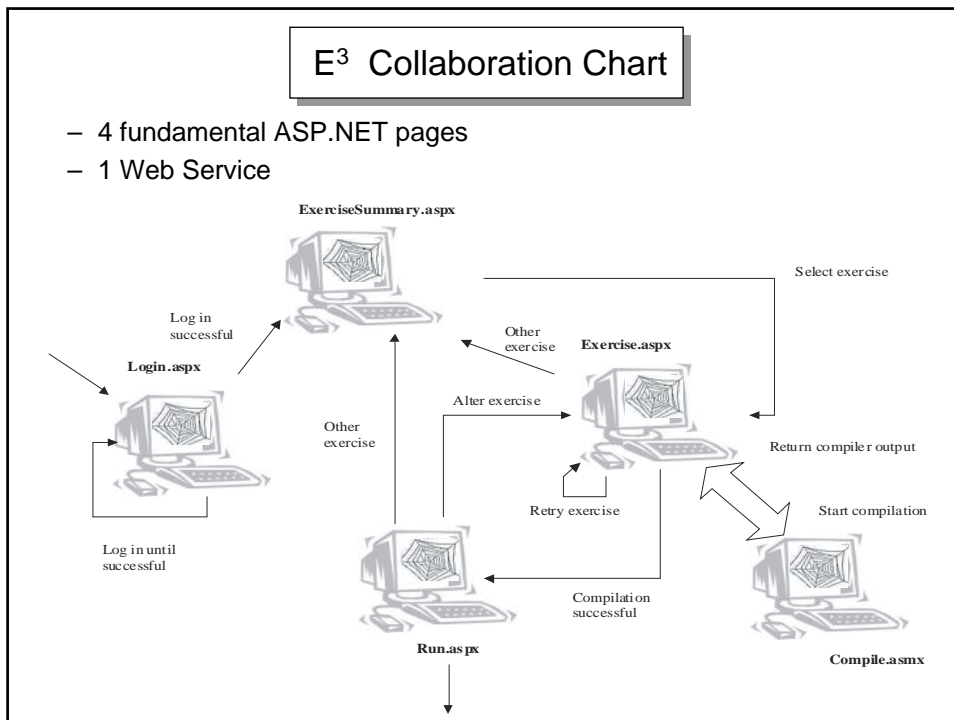 E³ Collaboration Chart
– 4 fundamental ASP.NET pages
– 1 Web Service
ExerciseSummary.aspx
Select exercise
Log in
successful
Other
exercise
Exercise.aspx
Login.aspx
Alter exercise
Other
exercise
Return compiler output
Retry exercise
Start compilation
Log in until
successful
Compilation
successful
Run.aspx
Compile.asmx